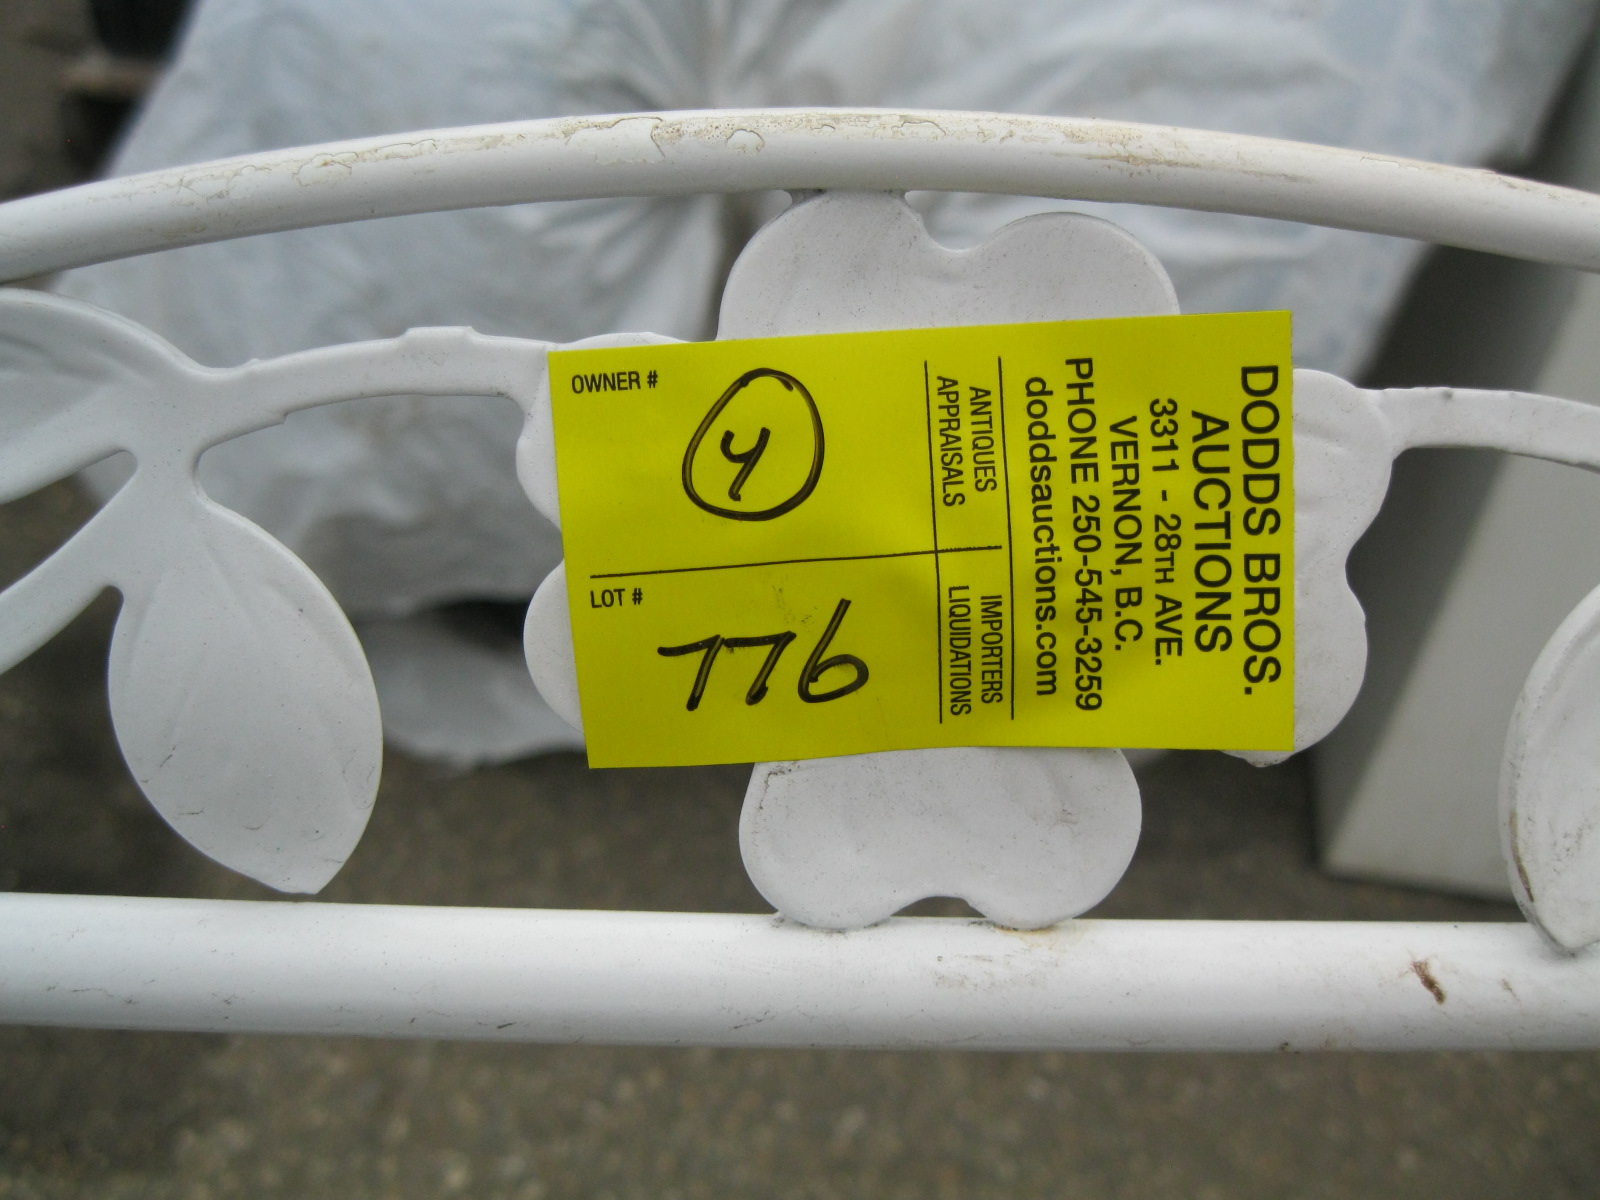 DODDS BROS.
AUCTIONS
3311 - 28TH AVE.
VERNON, B.C.
PHONE 250-545-3259
doddsauctions.com
ANTIQUES
APPRAISALS
IMPORTERS
LIQUIDATIONS
OWNER #
LOT #
776